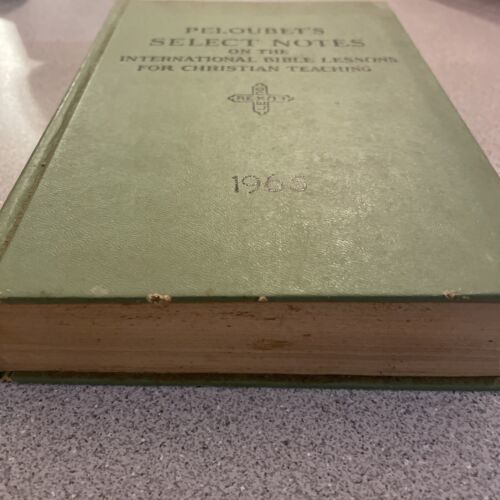 PELOUBET'S
SELECT NOTES
ON THE
INTERNATIONAL BIBLE LESSONS
FOR CHRISTIAN TEACHING